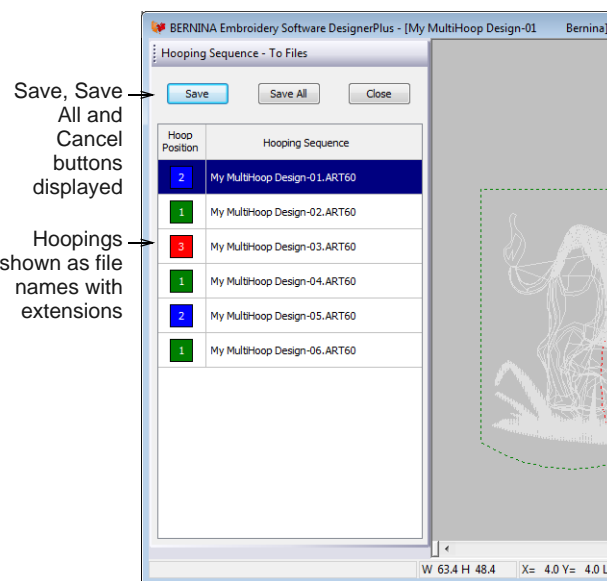 BERNINA Embroidery Software DesignerPlus - [My MultiHoop Design-01 Bernina]
Hooping Sequence - To Files
Save, Save
All and
Cancel
buttons
displayed
Save Save All Close
Hoop
Position
Hooping Sequence
2 My MultiHoop Design-01.ART60
1 My MultiHoop Design-02.ART60
Hoopings
shown as file
names with
extensions
3 My MultiHoop Design-03.ART60
1 My MultiHoop Design-04.ART60
2 My MultiHoop Design-05.ART60
1 My MultiHoop Design-06.ART60
W 63.4 H 48.4 X= 4.0 Y= 4.0 L